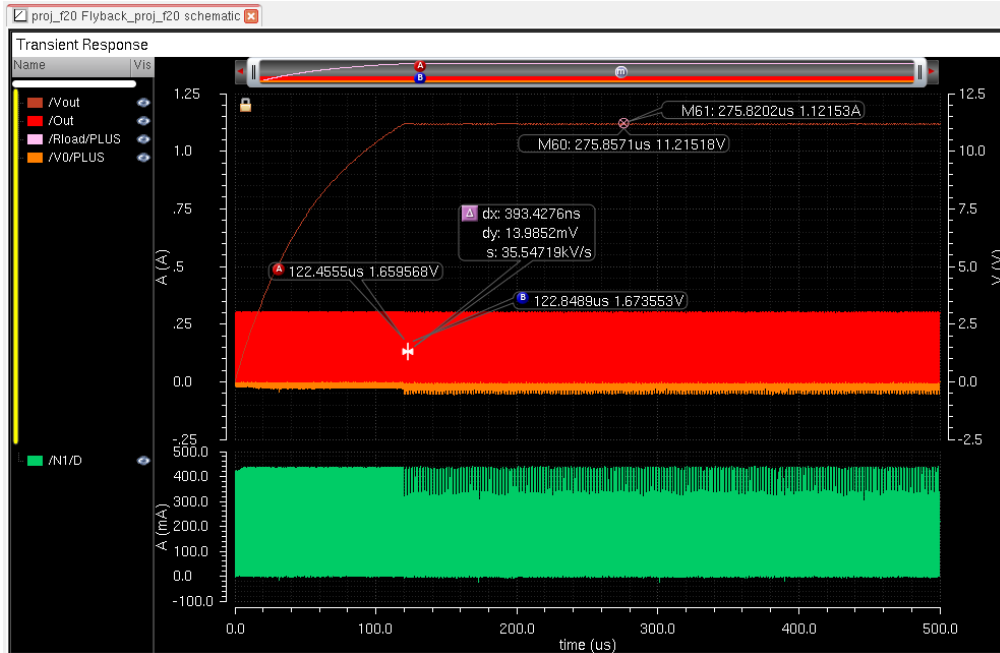 proj_f20 Flyback_proj_f20 schematic
Transient Response
Name Vis
/Vout
/Out
/Rload/PLUS
/V0/PLUS
A
B
m
1.25
1.0
.75
.5
.25
0.0
-.25
A (A)
12.5
10.0
7.5
5.0
2.5
0.0
-2.5
V (V)
M61: 275.8202us 1.12153A
M60: 275.8571us 11.21518V
Δ dx: 393.4276ns
dy: 13.9852mV
s: 35.54719kV/s
A 122.4555us 1.659568V
B 122.8489us 1.673553V
/N1/D
500.0
400.0
300.0
200.0
100.0
0.0
-100.0
A (mA)
0.0 100.0 200.0 300.0 400.0 500.0
time (us)